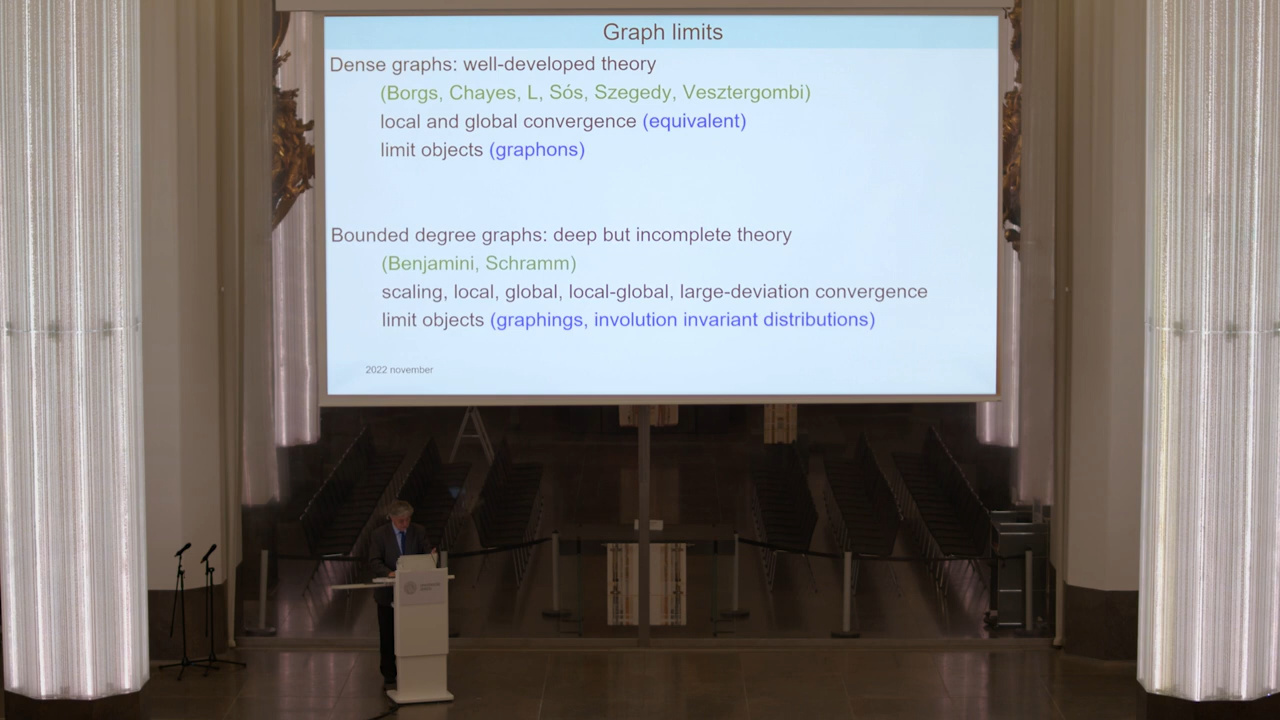 Graph limits
Dense graphs: well-developed theory
(Borgs, Chayes, L, Sós, Szegedy, Vesztergombi)
local and global convergence (equivalent)
limit objects (graphons)
Bounded degree graphs: deep but incomplete theory
(Benjamini, Schramm)
scaling, local, global, local-global, large-deviation convergence
limit objects (graphings, involution invariant distributions)
2022 november